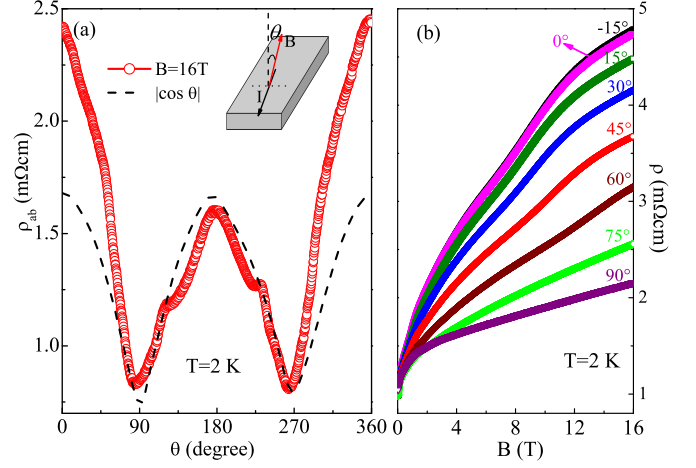 (a)
θ
B
I
B=16T
|cos θ|
2.5
2.0
1.5
1.0
ρab (mΩcm)
T=2 K
0
90
180
270
360
θ (degree)
(b)
-15°
0°
15°
30°
45°
60°
75°
90°
T=2 K
5
4
3
2
1
ρ (mΩcm)
0
4
8
12
16
B (T)